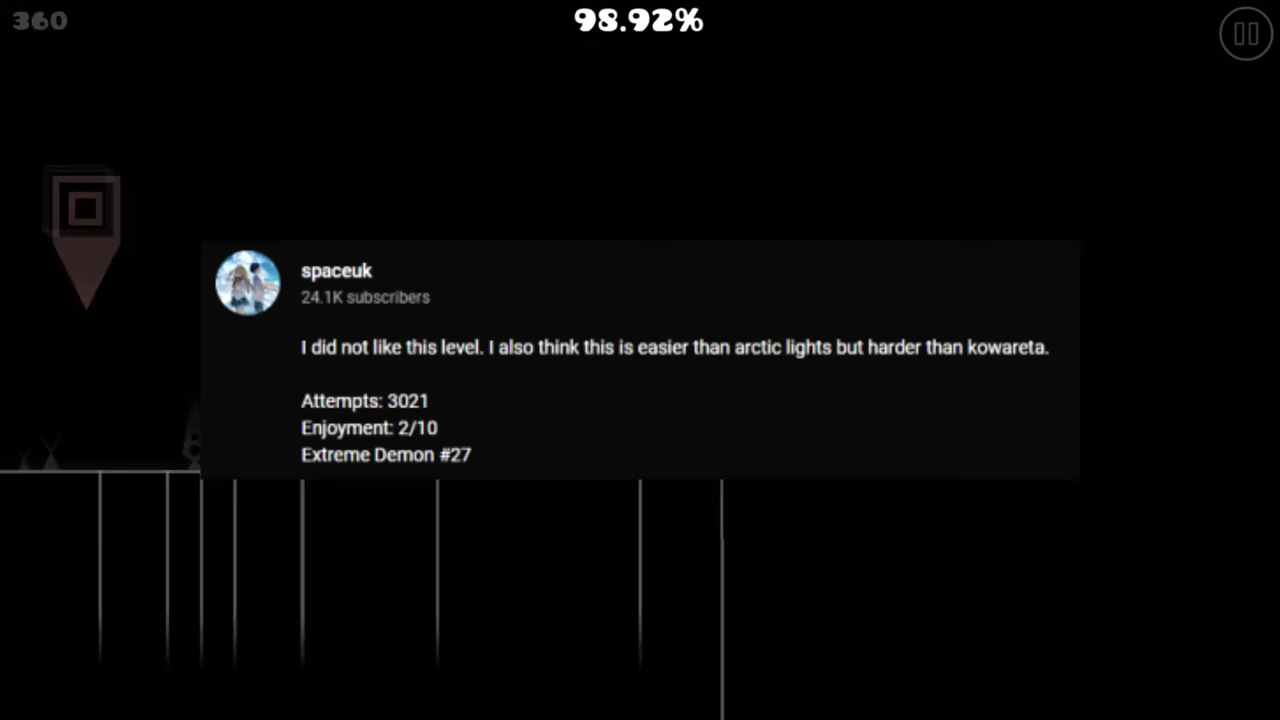 360
98.92%
spaceuk
24.1K subscribers
I did not like this level. I also think this is easier than arctic lights but harder than kowareta.
Attempts: 3021
Enjoyment: 2/10
Extreme Demon #27